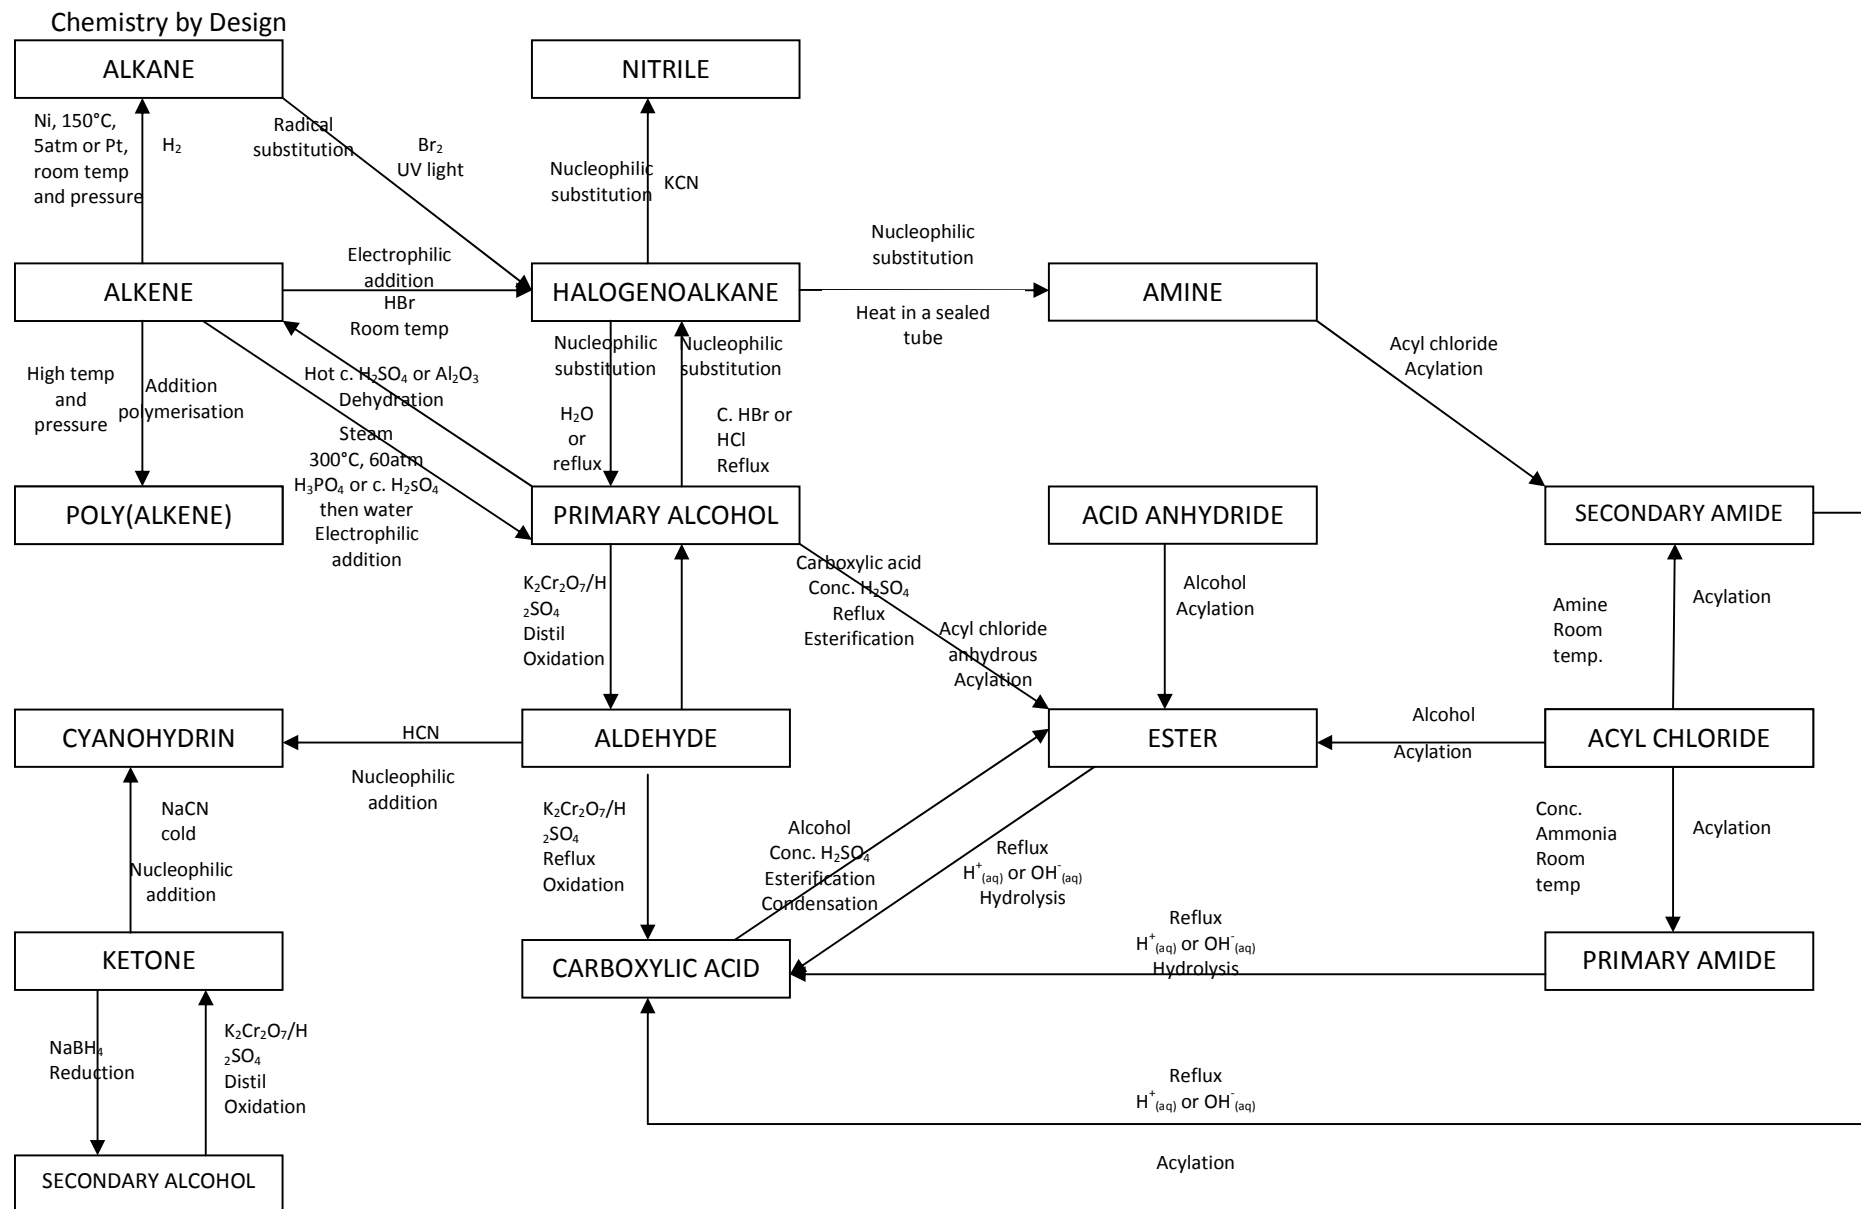 Chemistry by Design
ALKANE
NITRILE
Ni, 150°C,
5atm or Pt,
room temp
and pressure
H₂
Radical
substitution
Br₂
UV light
Nucleophilic
substitution
KCN
Nucleophilic
substitution
Electrophilic
addition
ALKENE
HALOGENOALKANE
AMINE
HBr
Room temp
Heat in a sealed
tube
Nucleophilic
substitution
Nucleophilic
substitution
Acyl chloride
Acylation
High temp
and
pressure
Addition
polymerisation
Hot c. H₂SO₄ or Al₂O₃
Dehydration
H₂O
or
reflux
C. HBr or
HCl
Reflux
Steam
300°C, 60atm
H₃PO₄ or c. H₂sO₄
then water
Electrophilic
addition
POLY(ALKENE)
PRIMARY ALCOHOL
ACID ANHYDRIDE
SECONDARY AMIDE
K₂Cr₂O₇/H
₂SO₄
Distil
Oxidation
Carboxylic acid
Conc. H₂SO₄
Reflux
Esterification
Acyl chloride
anhydrous
Acylation
Alcohol
Acylation
Amine
Room
temp.
Acylation
CYANOHYDRIN
HCN
ALDEHYDE
ESTER
Alcohol
Acylation
ACYL CHLORIDE
Nucleophilic
addition
NaCN
cold
Nucleophilic
addition
K₂Cr₂O₇/H
₂SO₄
Reflux
Oxidation
Alcohol
Conc. H₂SO₄
Esterification
Condensation
Reflux
H⁺(aq) or OH⁻(aq)
Hydrolysis
Conc.
Ammonia
Room
temp
Acylation
Reflux
H⁺(aq) or OH⁻(aq)
Hydrolysis
KETONE
CARBOXYLIC ACID
PRIMARY AMIDE
NaBH₄
Reduction
K₂Cr₂O₇/H
₂SO₄
Distil
Oxidation
Reflux
H⁺(aq) or OH⁻(aq)
Acylation
SECONDARY ALCOHOL